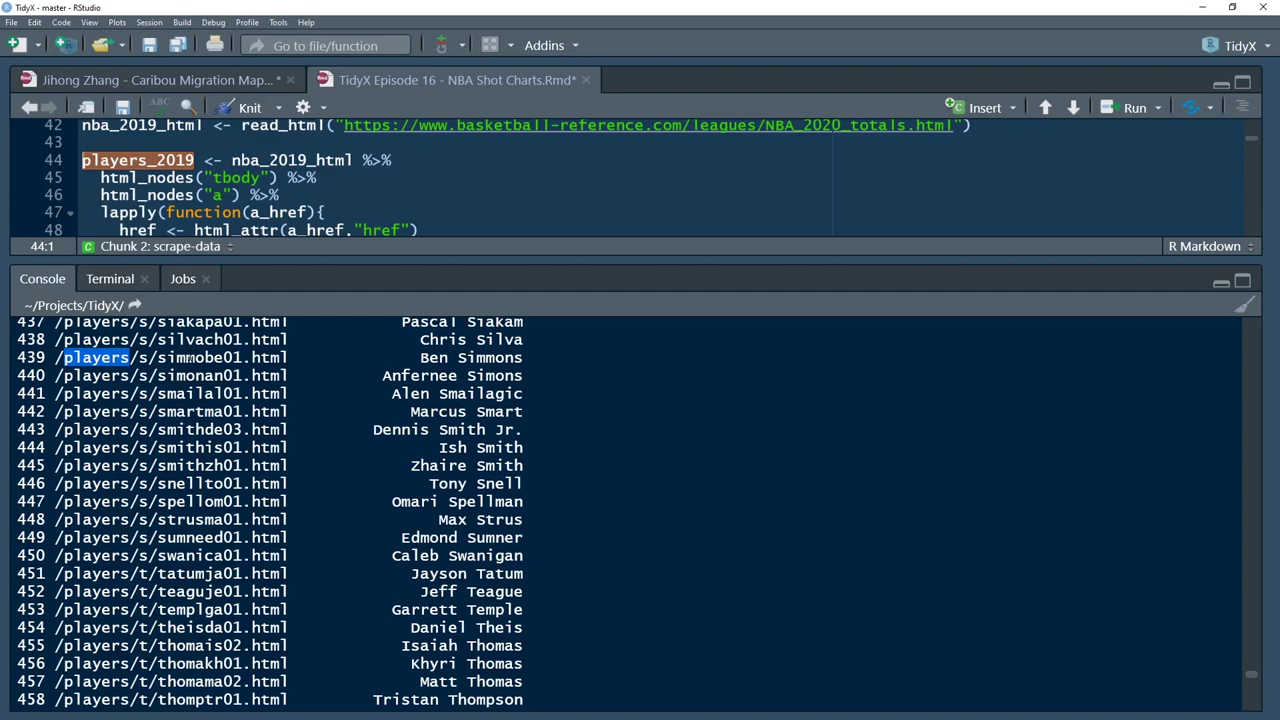 TidyX - master - RStudio
File Edit Code View Plots Session Build Debug Profile Tools Help
Go to file/function Addins TidyX
Jihong Zhang - Caribou Migration Map...* TidyX Episode 16 - NBA Shot Charts.Rmd*
ABC Knit Insert Run
42 nba_2019_html <- read_html("https://www.basketball-reference.com/leagues/NBA_2020_totals.html")
43
44 players_2019 <- nba_2019_html %>%
45 html_nodes("tbody") %>%
46 html_nodes("a") %>%
47 lapply(function(a_href){
48 href <- html_attr(a_href,"href")
44:1 Chunk 2: scrape-data R Markdown
Console Terminal Jobs
~/Projects/TidyX/
437 /players/s/siakapa01.html Pascal Siakam
438 /players/s/silvach01.html Chris Silva
439 /players/s/simmobe01.html Ben Simmons
440 /players/s/simonan01.html Anfernee Simons
441 /players/s/smailal01.html Alen Smailagic
442 /players/s/smartma01.html Marcus Smart
443 /players/s/smithde03.html Dennis Smith Jr.
444 /players/s/smithis01.html Ish Smith
445 /players/s/smithzh01.html Zhaire Smith
446 /players/s/snellto01.html Tony Snell
447 /players/s/spellom01.html Omari Spellman
448 /players/s/strusma01.html Max Strus
449 /players/s/sumneed01.html Edmond Sumner
450 /players/s/swanica01.html Caleb Swanigan
451 /players/t/tatumja01.html Jayson Tatum
452 /players/t/teaguje01.html Jeff Teague
453 /players/t/templga01.html Garrett Temple
454 /players/t/theisda01.html Daniel Theis
455 /players/t/thomais02.html Isaiah Thomas
456 /players/t/thomakh01.html Khyri Thomas
457 /players/t/thomama02.html Matt Thomas
458 /players/t/thomptr01.html Tristan Thompson